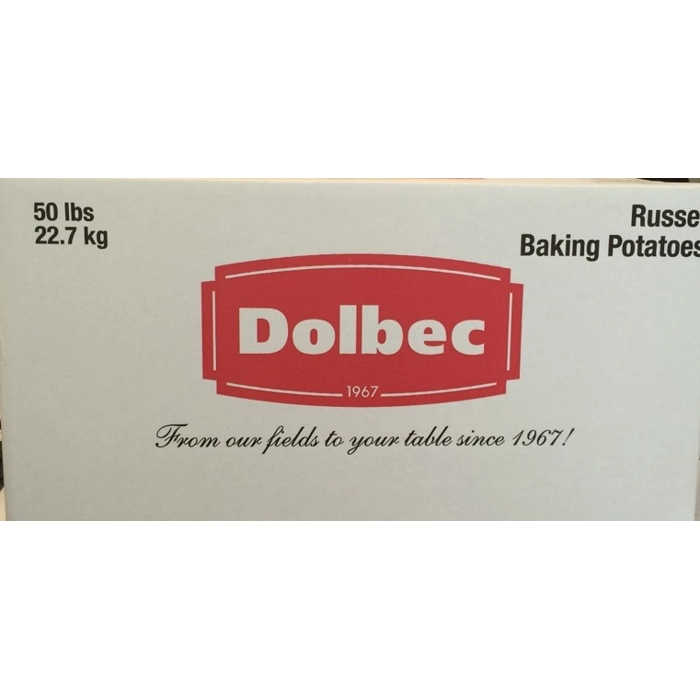 50 lbs
22.7 kg
Russe
Baking Potatoes
Dolbec
1967
From our fields to your table since 1967!